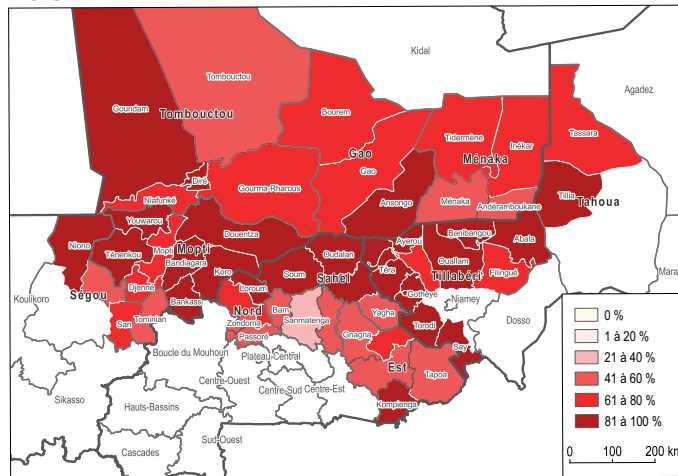 Kidal
Agadez
Tombouctou
Goundam
Tombouctou
Bourem
Tidermène
Inékar
Tassara
Gao
Ménaka
Gao
Diré
Gourma-Rharous
Niafunké
Ansongo
Ménaka
Andéramboukane
Tillia
Tahoua
Youwarou
Niono
Ténenkou
Mopti
Mopti
Bandiagara
Douentza
Koro
Oudalan
Soum
Sahel
Ayerou
Banibangou
Abala
Ouallam
Téra
Tillabéri
Filingué
Mara
Koulikoro
Ségou
Djenne
Bankass
Loroum
Nord
Zondoma
Bam
Sanmatenga
Passoré
Yagha
Gotheye
Niamey
Dosso
San
Tominian
Gnagna
Torodi
Say
Boucle du Mouhoun
Plateau-Central
Est
Tapoa
Centre-Ouest
Centre-Sud
Centre-Est
Kompienga
Sikasso
Hauts-Bassins
Cascades
Sud-Ouest
0 %
1 à 20 %
21 à 40 %
41 à 60 %
61 à 80 %
81 à 100 %
0 100 200 km